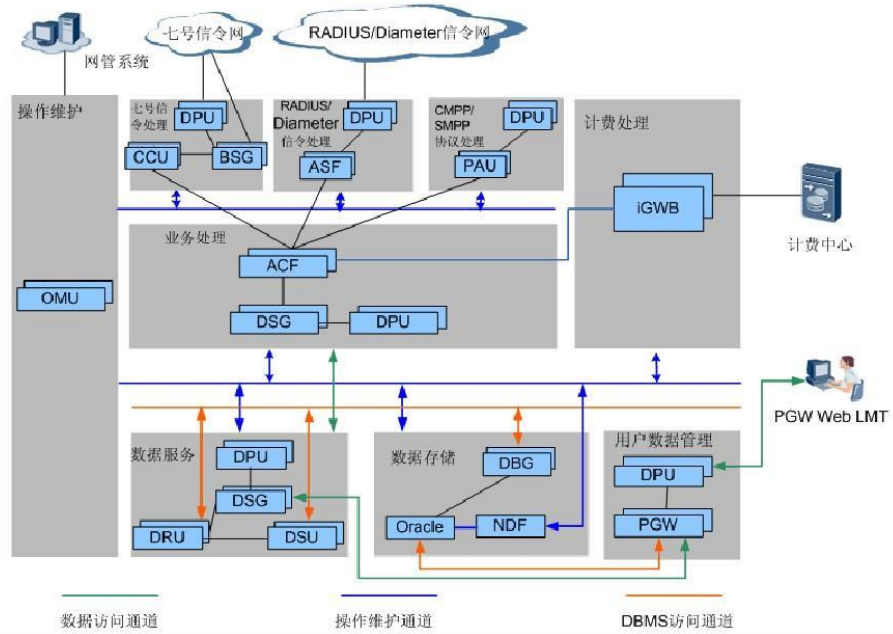 七号信令网
RADIUS/Diameter信令网
网管系统
操作维护
OMU
七号信
令处理
DPU
CCU
BSG
RADIUS/
Diameter
信令处理
DPU
ASF
CMPP/
SMPP
协议处理
DPU
PAU
计费处理
iGWB
计费中心
业务处理
ACF
DSG
DPU
PGW Web LMT
数据服务
DPU
DSG
DRU
DSU
数据存储
DBG
Oracle
NDF
用户数据管理
DPU
PGW
数据访问通道
操作维护通道
DBMS访问通道